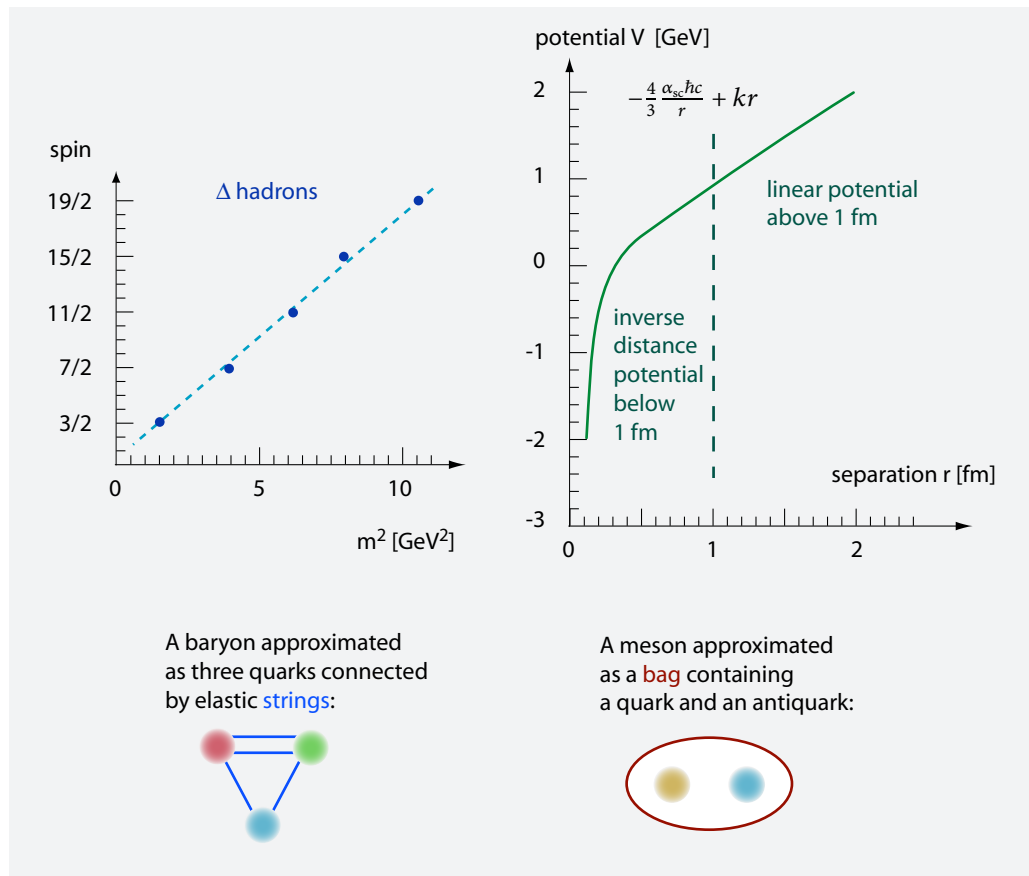 spin
Δ hadrons
19/2
15/2
11/2
7/2
3/2
0
5
10
m² [GeV²]
potential V [GeV]
−4/3 α_sc ħc/r + kr
2
1
0
-1
-2
-3
linear potential
above 1 fm
inverse
distance
potential
below
1 fm
separation r [fm]
0
1
2
A baryon approximated
as three quarks connected
by elastic strings:
A meson approximated
as a bag containing
a quark and an antiquark: